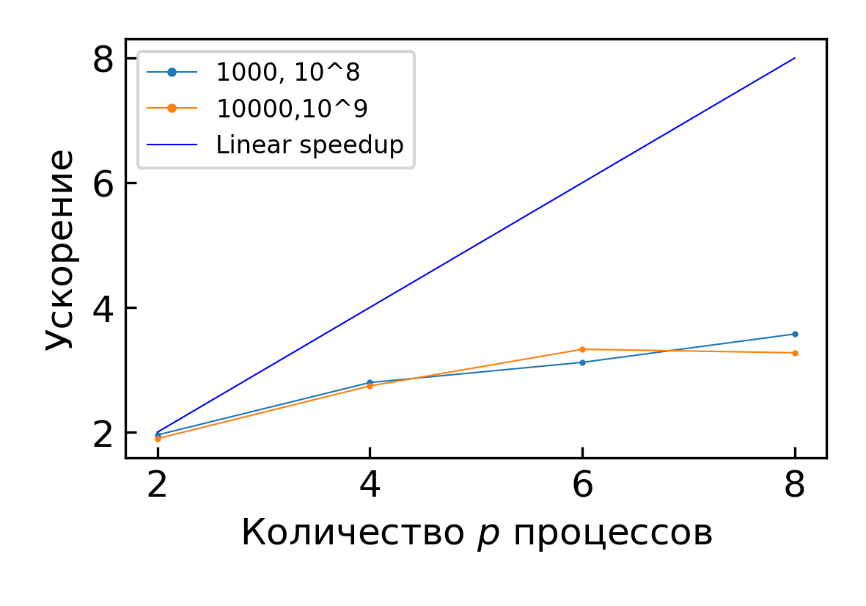 1000, 10^8
10000,10^9
Linear speedup
Ускорение
8
6
4
2
2 4 6 8
Количество p процессов